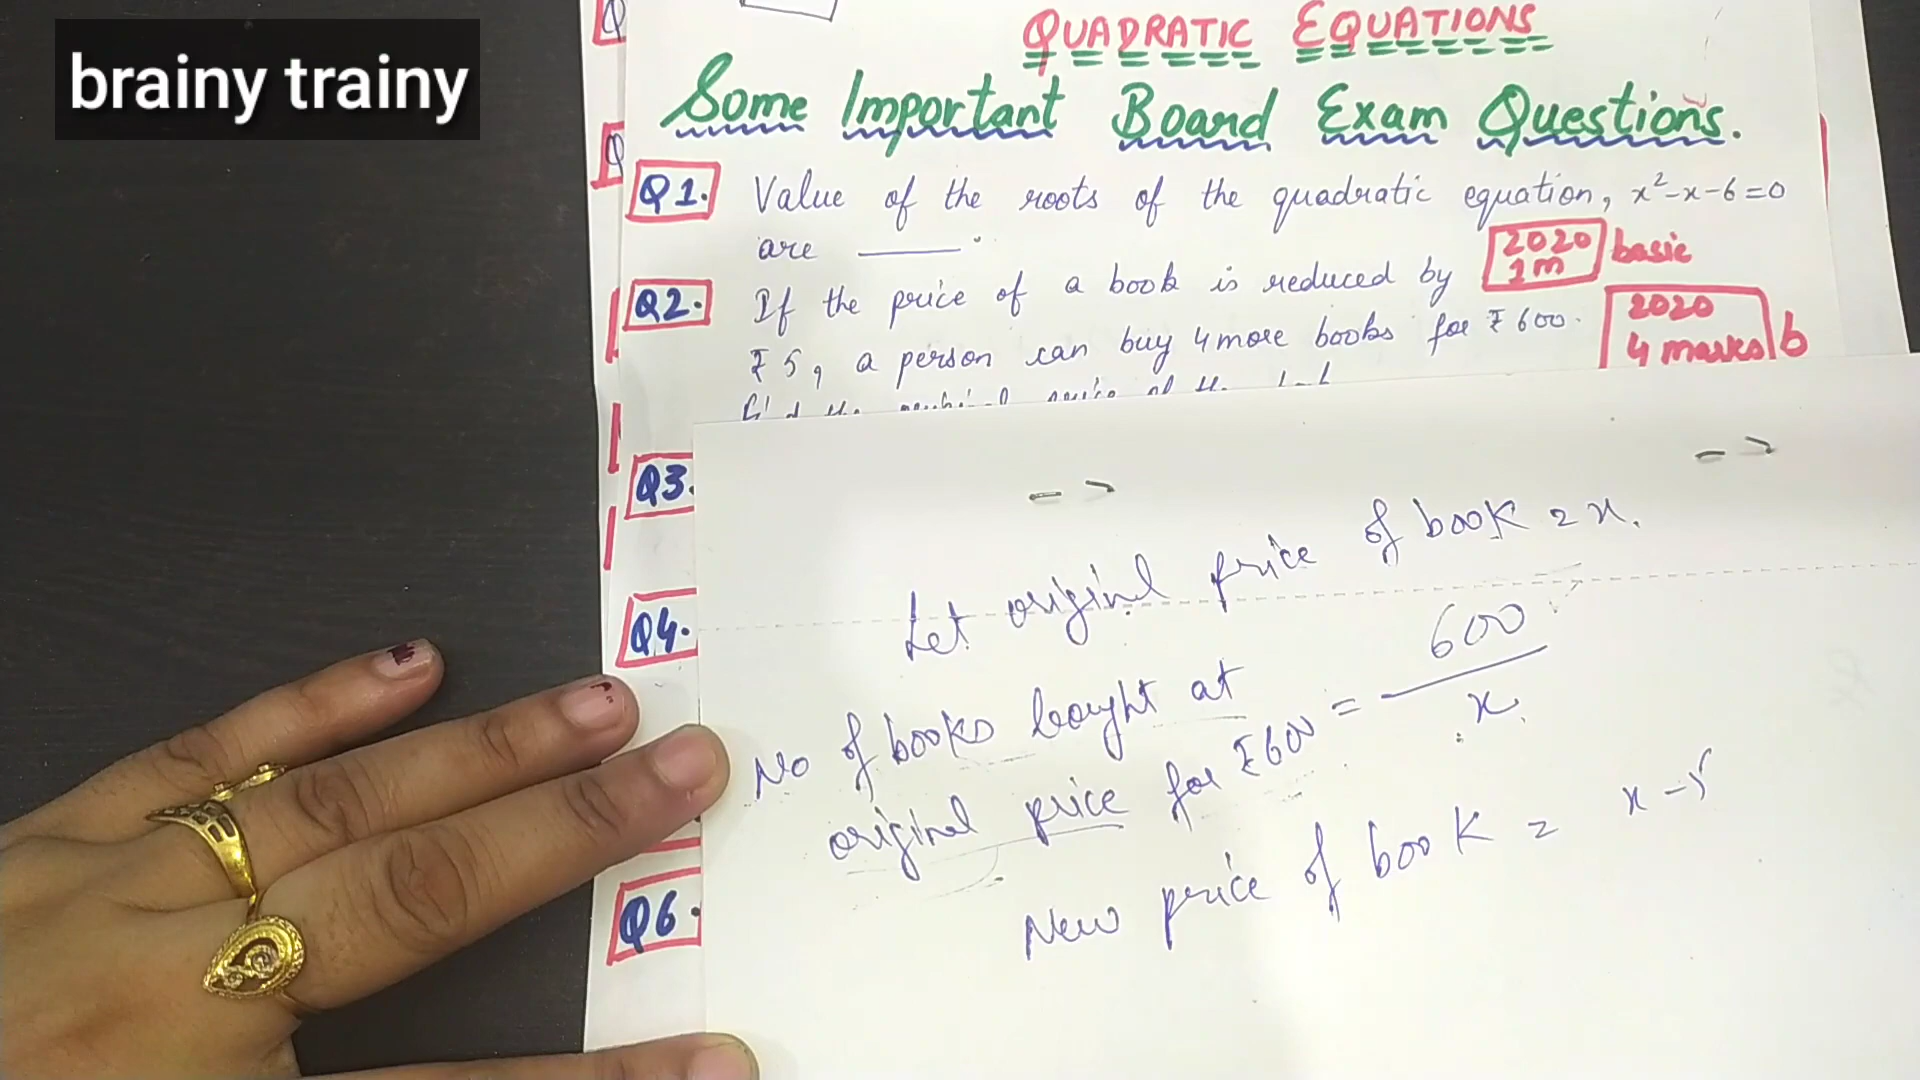 brainy trainy
QUADRATIC EQUATIONS
Some Important Board Exam Questions.
Q1. Value of the roots of the quadratic equation, x²-x-6=0
are ______.
2020
1m
basic
Q2. If the price of a book is reduced by
₹5, a person can buy 4 more books for ₹600.
2020
4 marks
b
Q3.
Let original price of book = x.
Q4.
No of books bought at
original price for ₹600 = 600/x.
New price of book = x-5
Q6.